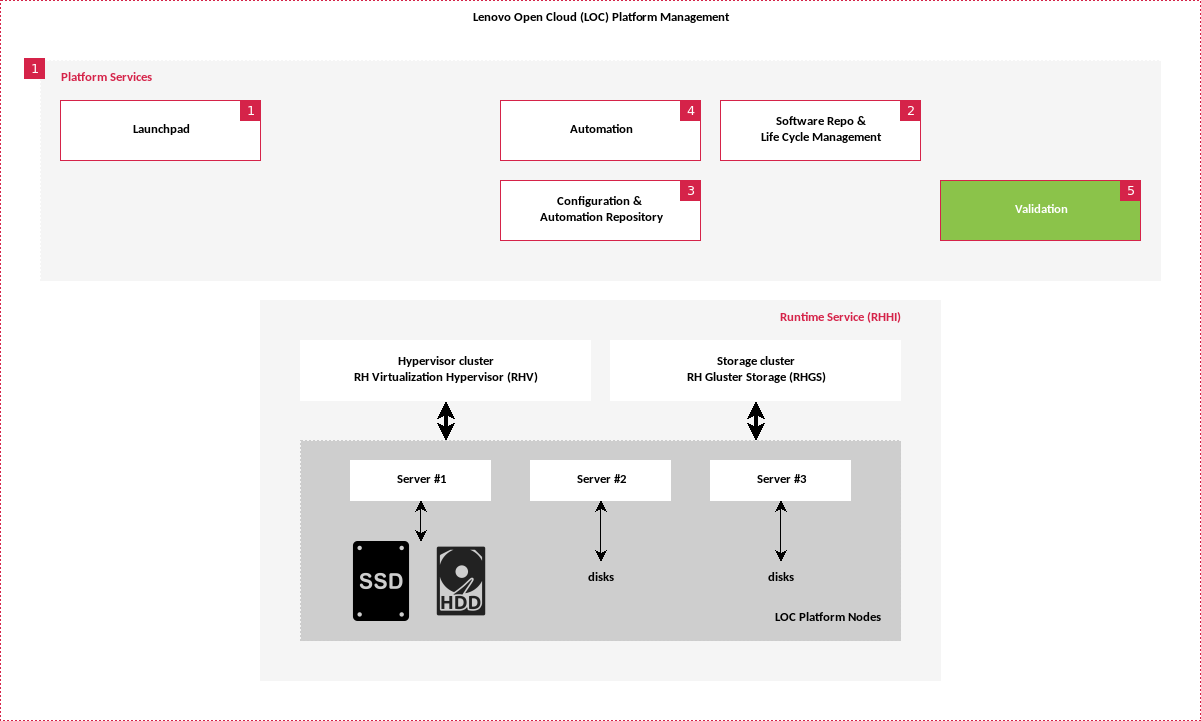 Lenovo Open Cloud (LOC) Platform Management
1
Platform Services
1
Launchpad
4
Automation
2
Software Repo &
Life Cycle Management
3
Configuration &
Automation Repository
5
Validation
Runtime Service (RHHI)
Hypervisor cluster
RH Virtualization Hypervisor (RHV)
Storage cluster
RH Gluster Storage (RHGS)
Server #1
Server #2
Server #3
SSD
HDD
disks
disks
LOC Platform Nodes